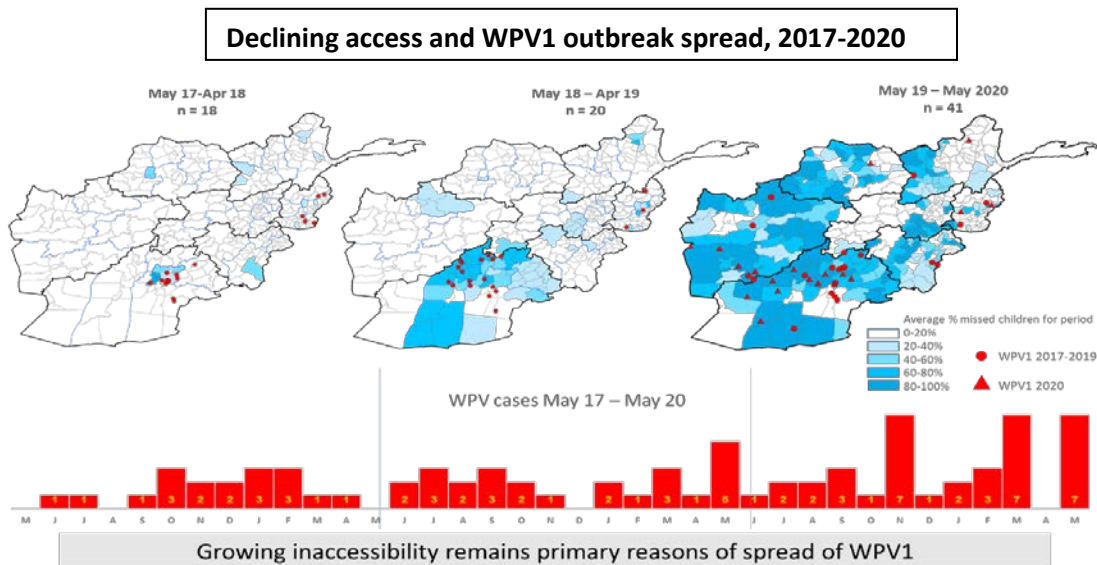 Declining access and WPV1 outbreak spread, 2017-2020
May 17-Apr 18
n = 18
May 18 – Apr 19
n = 20
May 19 – May 2020
n = 41
Average % missed children for period
0-20%
20-40%
40-60%
60-80%
80-100%
WPV1 2017-2019
WPV1 2020
WPV cases May 17 – May 20
1 1 1 3 2 2 3 3 1 1 2 3 2 3 2 1 2 1 3 1 5 1 2 2 3 1 7 1 2 3 7 7
M J J A S O N D J F M A M J J A S O N D J F M A M J J A S O N D J F M A M
Growing inaccessibility remains primary reasons of spread of WPV1